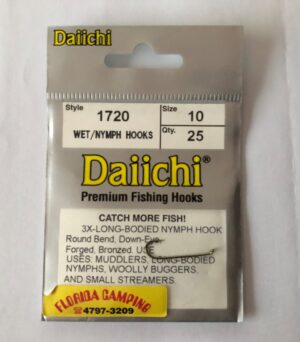 Daiichi
Style
1720
WET/NYMPH HOOKS
Size
10
Qty.
25
Daiichi®
Premium Fishing Hooks
CATCH MORE FISH!
3X-LONG-BODIED NYMPH HOOK
Round Bend, Down-Eye,
Forged, Bronzed. USE
USES: MUDDLERS, LONG-BODIED
NYMPHS, WOOLLY BUGGERS,
AND SMALL STREAMERS.
FLORIDA CAMPING
☎4797-3209